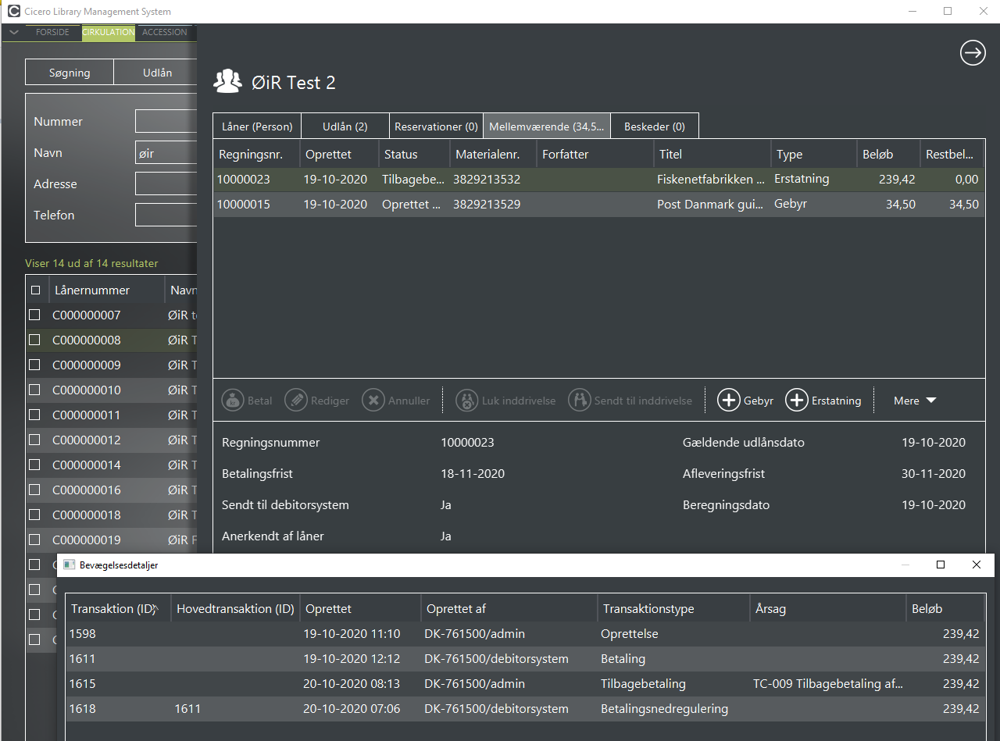 Cicero Library Management System
FORSIDE CIRKULATION ACCESSION
Søgning Udlån
Nummer
Navn øir
Adresse
Telefon
Viser 14 ud af 14 resultater
Lånernummer Navn
C000000007 ØiR t
C000000008 ØiR T
C000000009 ØiR T
C000000010 ØiR T
C000000011 ØiR T
C000000012 ØiR T
C000000014 ØiR T
C000000016 ØiR T
C000000018 ØiR T
C000000019 ØiR F
ØiR Test 2
Låner (Person) Udlån (2) Reservationer (0) Mellemværende (34,5... Beskeder (0)
Regningsnr. Oprettet Status Materialenr. Forfatter Titel Type Beløb Restbel...
10000023 19-10-2020 Tilbagebe... 3829213532 Fiskenetfabrikken ... Erstatning 239,42 0,00
10000015 19-10-2020 Oprettet ... 3829213529 Post Danmark gui... Gebyr 34,50 34,50
Betal Rediger Annuller Luk inddrivelse Sendt til inddrivelse Gebyr Erstatning Mere
Regningsnummer 10000023 Gældende udlånsdato 19-10-2020
Betalingsfrist 18-11-2020 Afleveringsfrist 30-11-2020
Sendt til debitorsystem Ja Beregningsdato 19-10-2020
Anerkendt af låner Ja
Bevægelsesdetaljer
Transaktion (ID) Hovedtransaktion (ID) Oprettet Oprettet af Transaktionstype Årsag Beløb
1598 19-10-2020 11:10 DK-761500/admin Oprettelse 239,42
1611 19-10-2020 12:12 DK-761500/debitorsystem Betaling 239,42
1615 20-10-2020 08:13 DK-761500/admin Tilbagebetaling TC-009 Tilbagebetaling af... 239,42
1618 1611 20-10-2020 07:06 DK-761500/debitorsystem Betalingsnedregulering 239,42